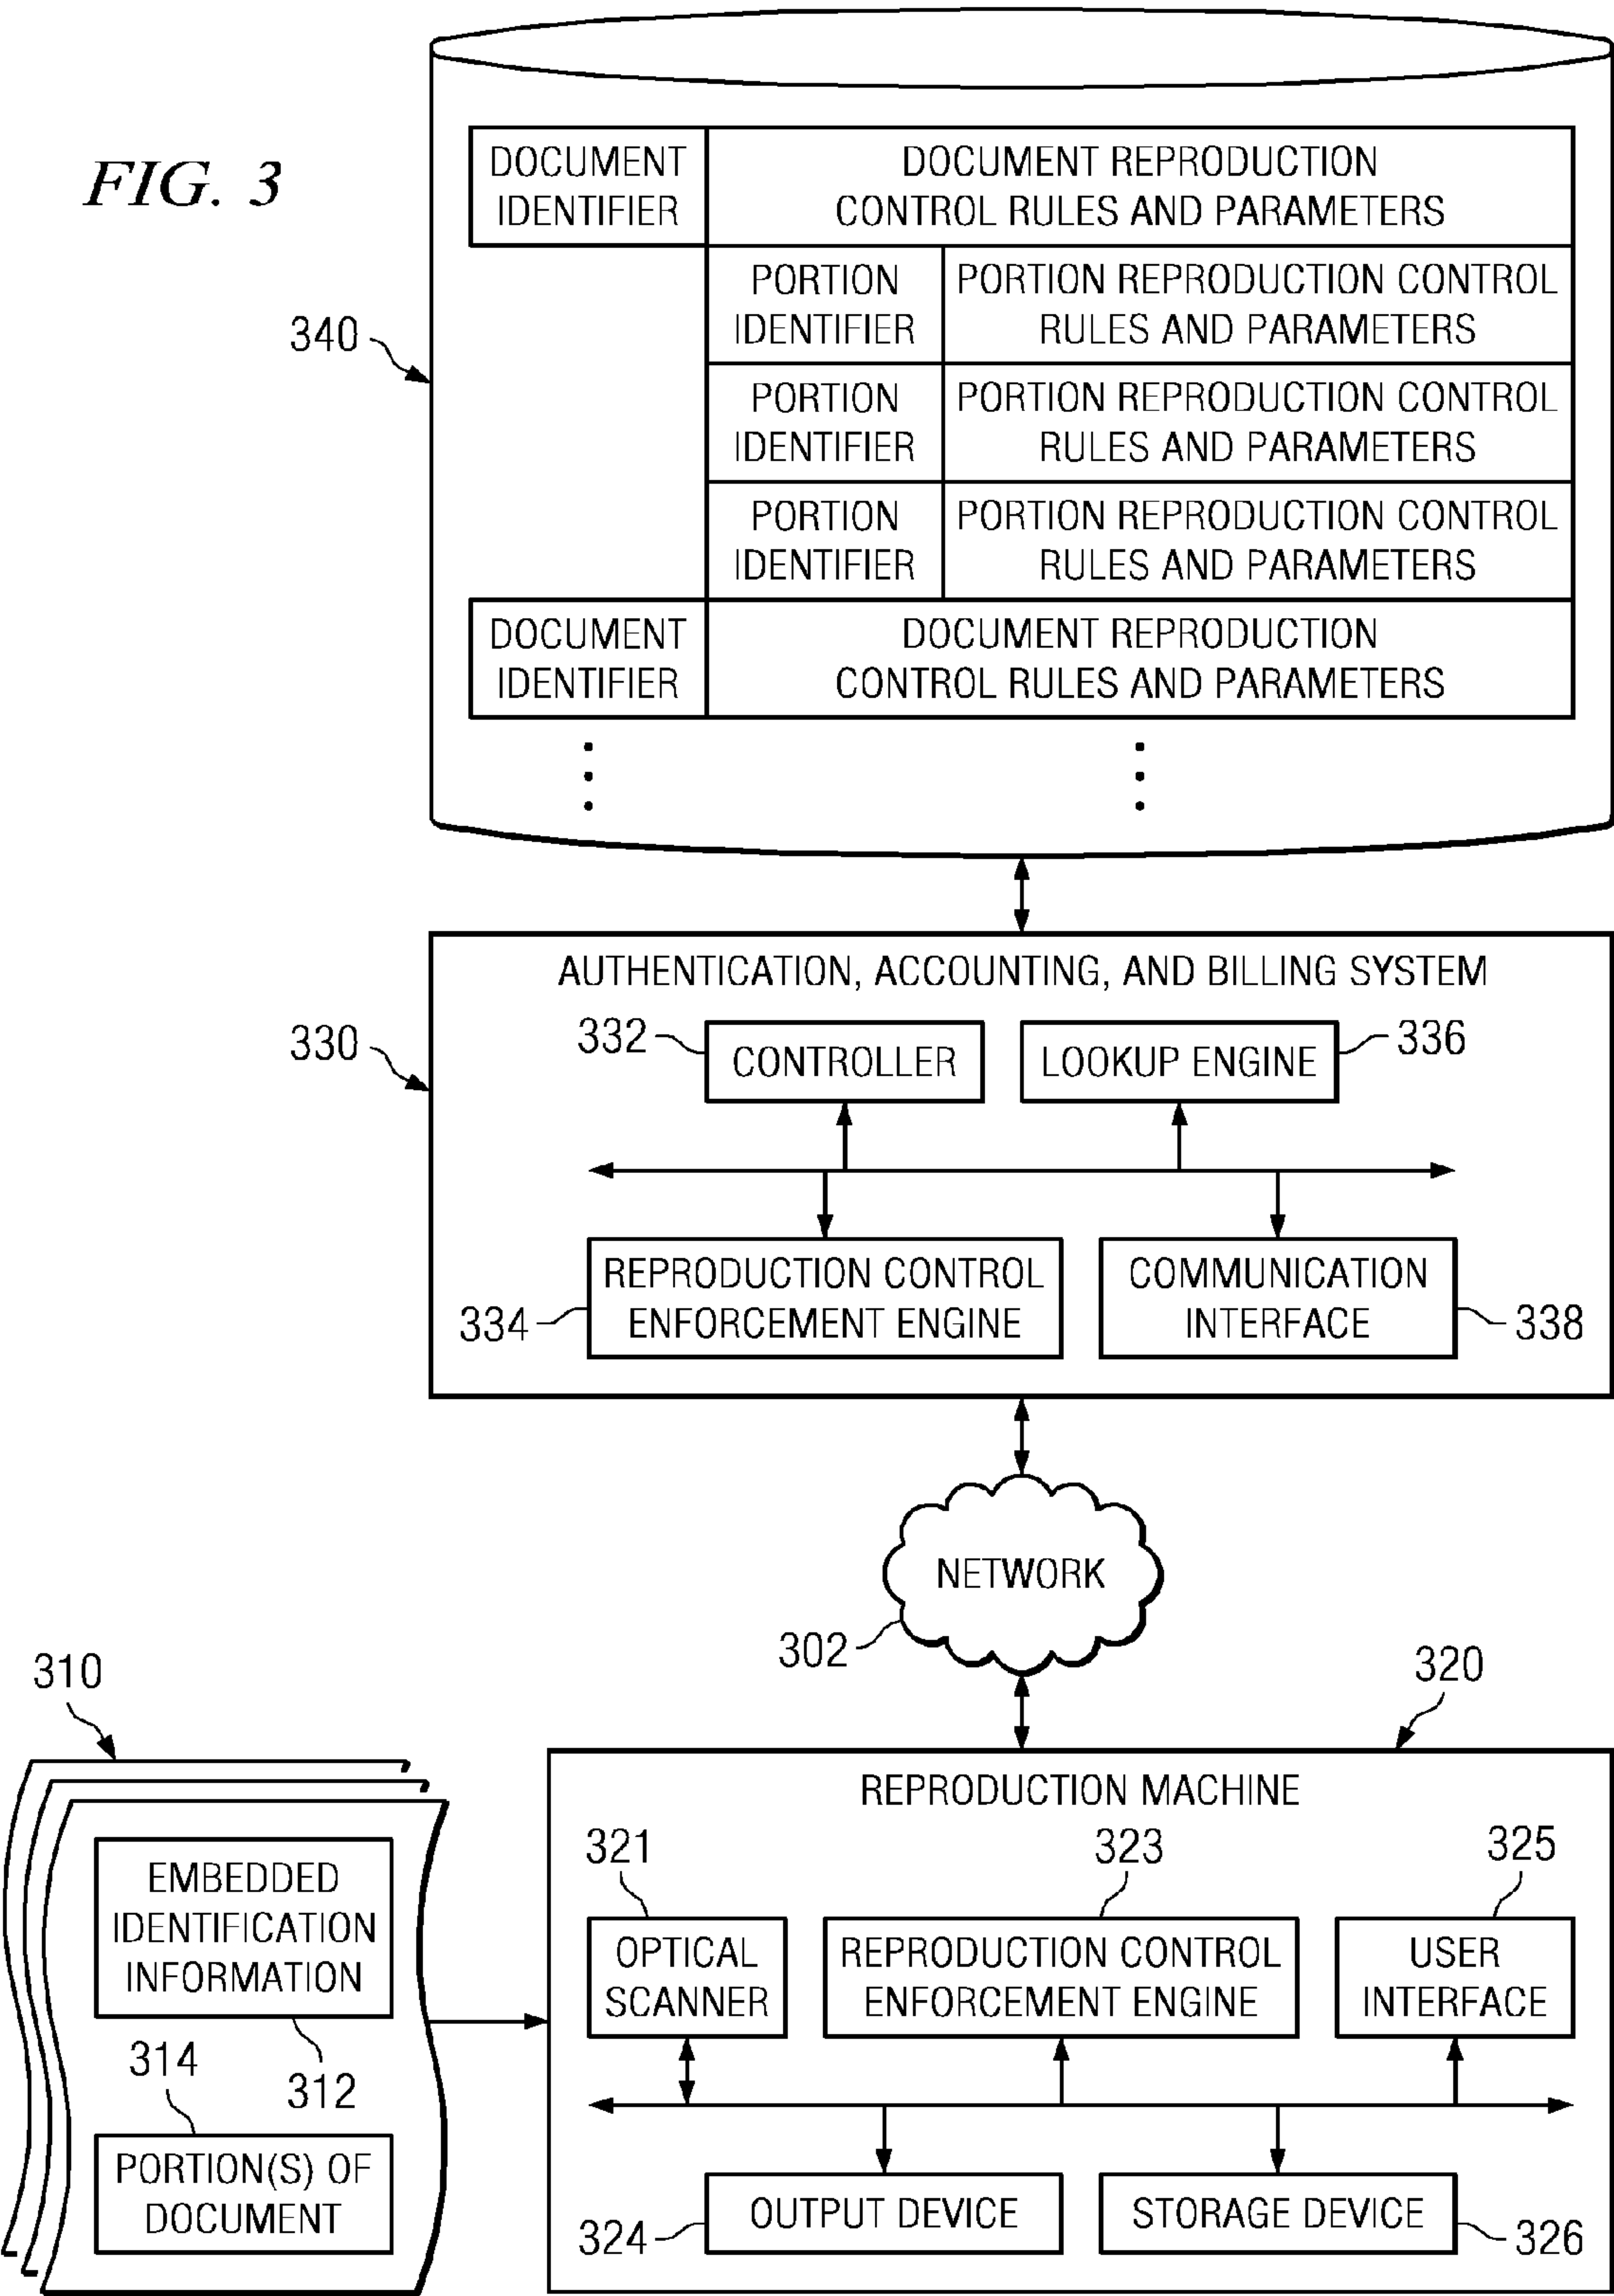 FIG. 3
DOCUMENT IDENTIFIER
DOCUMENT REPRODUCTION
CONTROL RULES AND PARAMETERS
PORTION IDENTIFIER
PORTION REPRODUCTION CONTROL
RULES AND PARAMETERS
PORTION IDENTIFIER
PORTION REPRODUCTION CONTROL
RULES AND PARAMETERS
PORTION IDENTIFIER
PORTION REPRODUCTION CONTROL
RULES AND PARAMETERS
DOCUMENT IDENTIFIER
DOCUMENT REPRODUCTION
CONTROL RULES AND PARAMETERS
340
AUTHENTICATION, ACCOUNTING, AND BILLING SYSTEM
330
332
CONTROLLER
LOOKUP ENGINE
336
334
REPRODUCTION CONTROL
ENFORCEMENT ENGINE
COMMUNICATION
INTERFACE
338
NETWORK
302
310
EMBEDDED
IDENTIFICATION
INFORMATION
312
314
PORTION(S) OF
DOCUMENT
320
REPRODUCTION MACHINE
321
OPTICAL
SCANNER
323
REPRODUCTION CONTROL
ENFORCEMENT ENGINE
325
USER
INTERFACE
324
OUTPUT DEVICE
STORAGE DEVICE
326